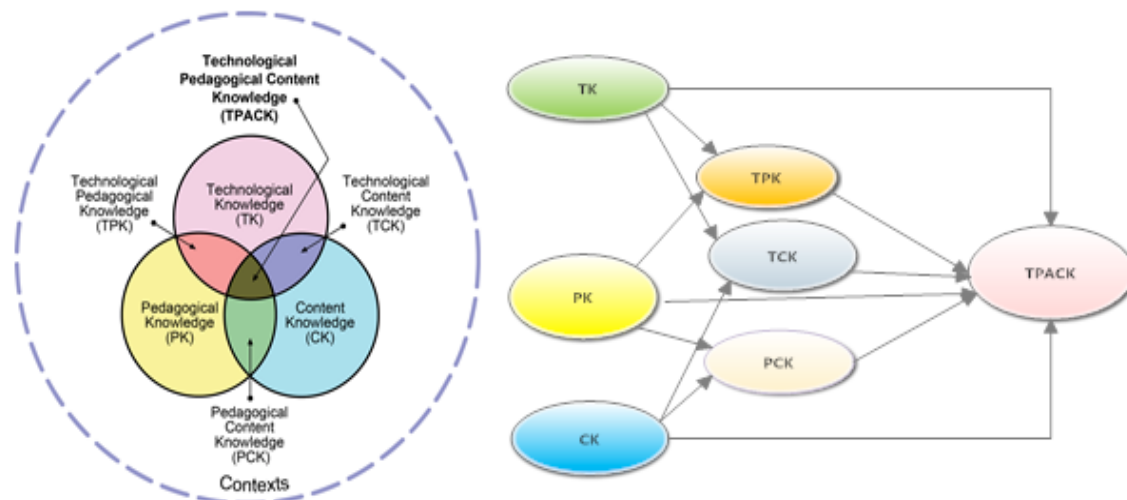 Technological
Pedagogical Content
Knowledge
(TPACK)
Technological
Pedagogical
Knowledge
(TPK)
Technological
Knowledge
(TK)
Technological
Content
Knowledge
(TCK)
Pedagogical
Knowledge
(PK)
Content
Knowledge
(CK)
Pedagogical
Content
Knowledge
(PCK)
Contexts
TK
TPK
TCK
PK
TPACK
PCK
CK